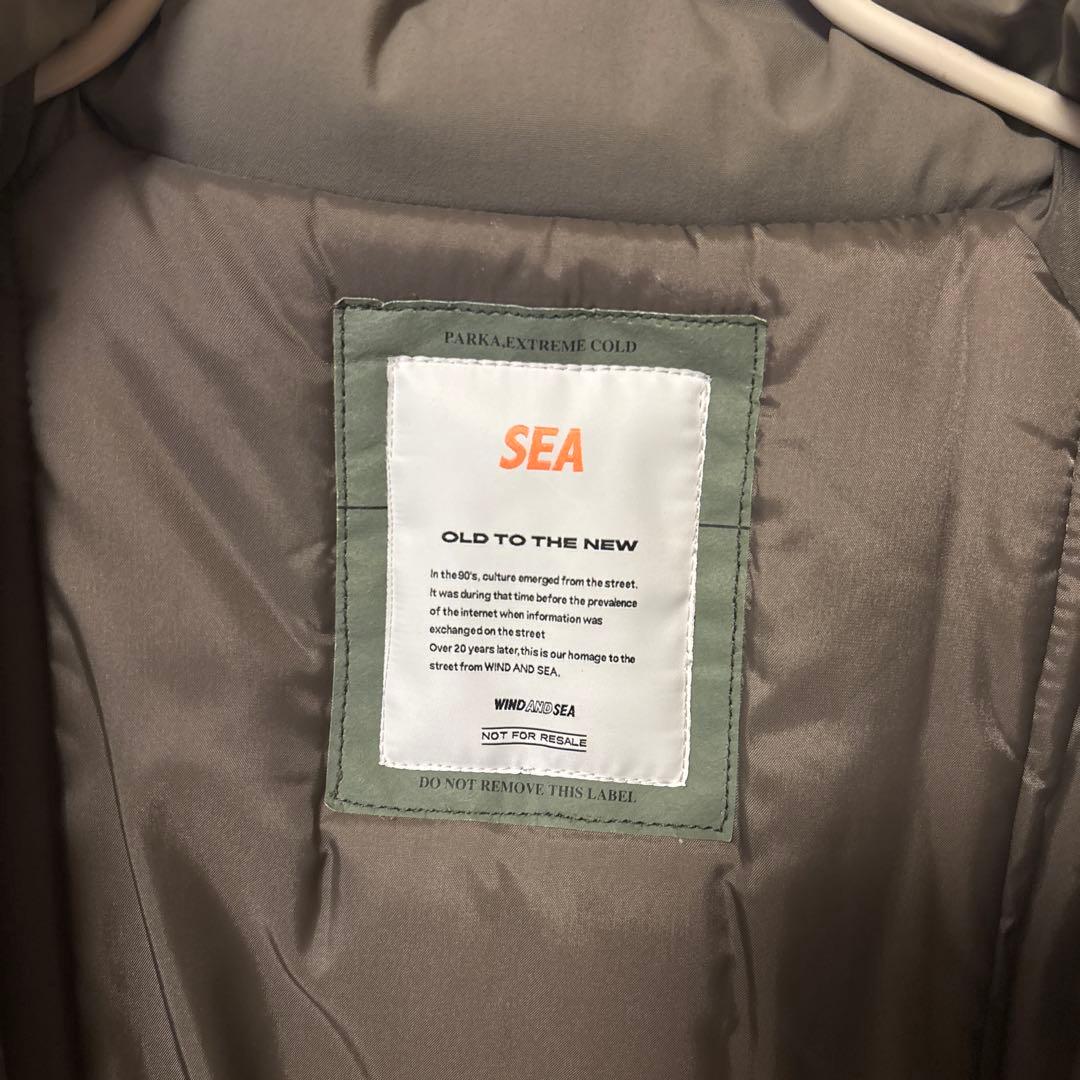 PARKA,EXTREME COLD
SEA
OLD TO THE NEW
In the 90's, culture emerged from the street.
It was during that time before the prevalence
of the internet when information was
exchanged on the street
Over 20 years later,this is our homage to the
street from WIND AND SEA.
WINDANDSEA
NOT FOR RESALE
DO NOT REMOVE THIS LABEL